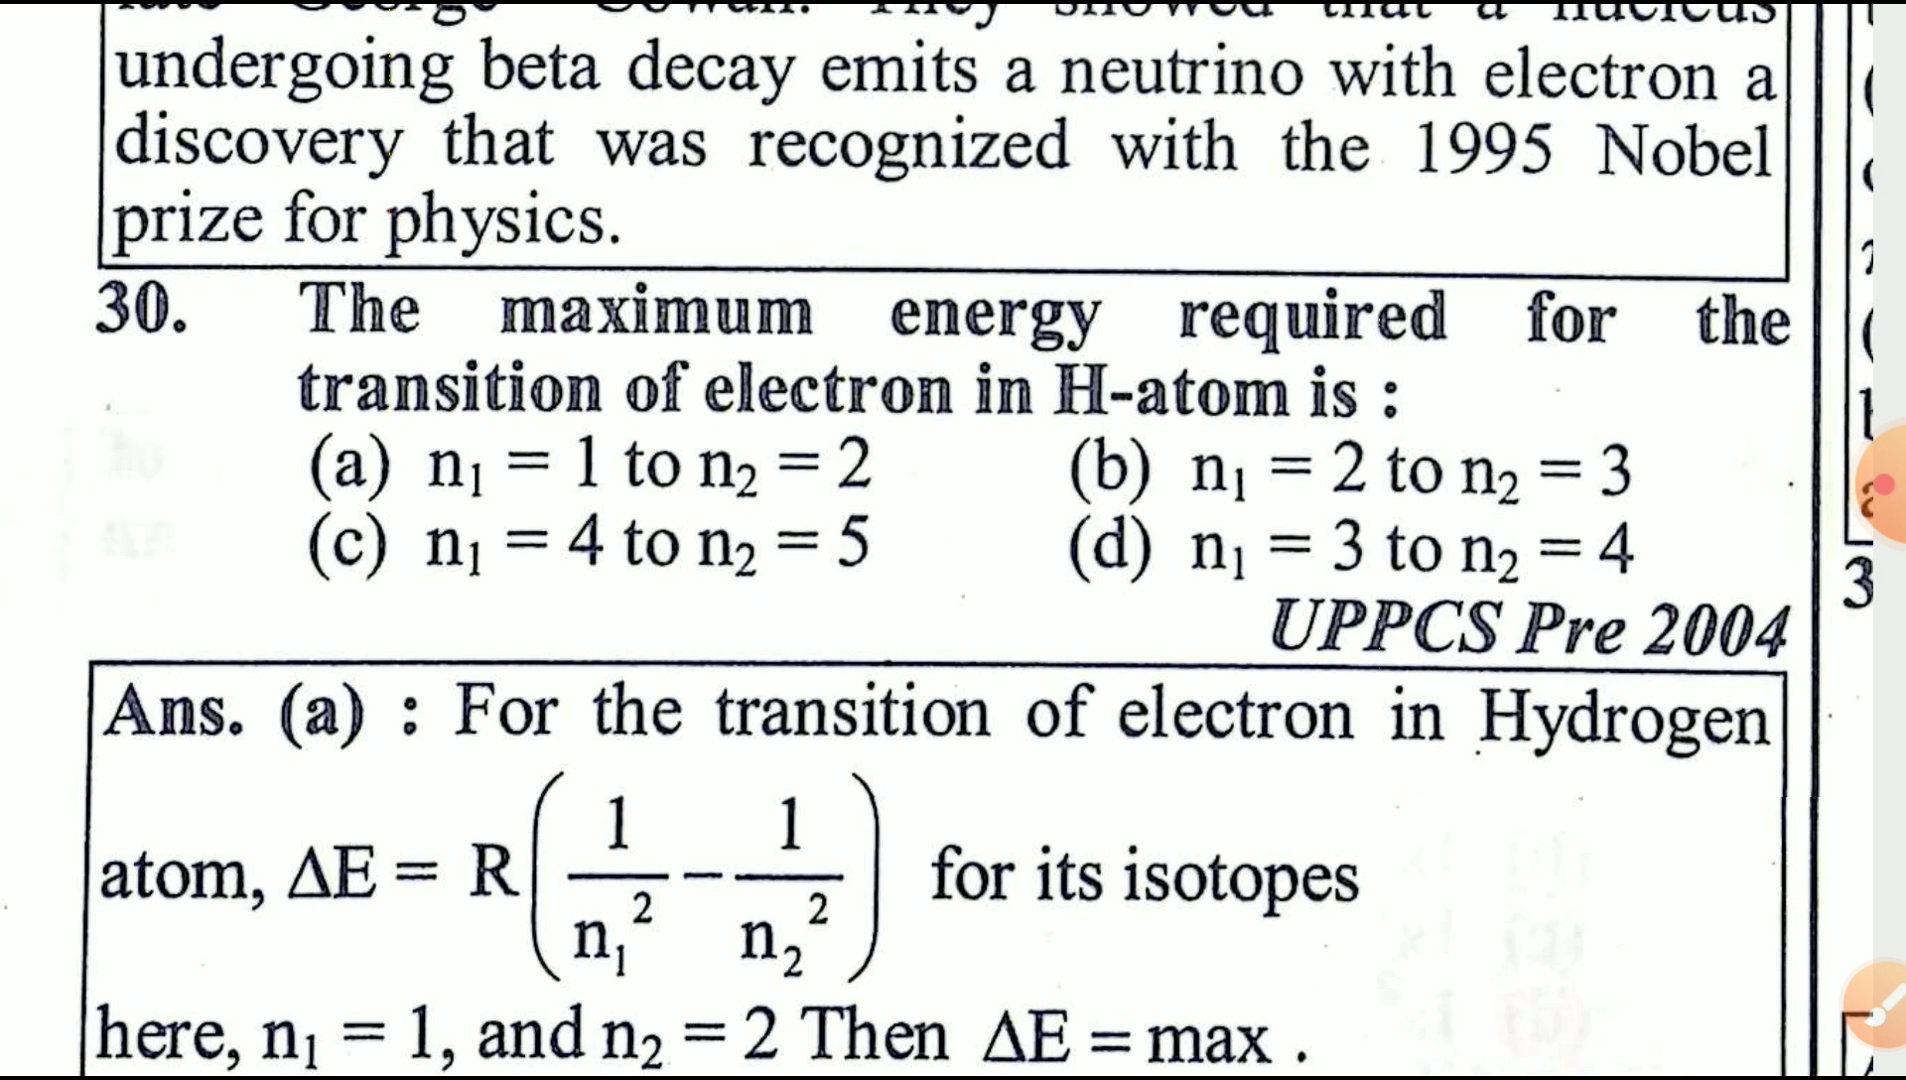 undergoing beta decay emits a neutrino with electron a
discovery that was recognized with the 1995 Nobel
prize for physics.
30. The maximum energy required for the
transition of electron in H-atom is :
(a) n₁ = 1 to n₂ = 2 (b) n₁ = 2 to n₂ = 3
(c) n₁ = 4 to n₂ = 5 (d) n₁ = 3 to n₂ = 4
UPPCS Pre 2004
Ans. (a) : For the transition of electron in Hydrogen
atom, ΔE = R(1/n₁² − 1/n₂²) for its isotopes
here, n₁ = 1, and n₂ = 2 Then ΔE = max .